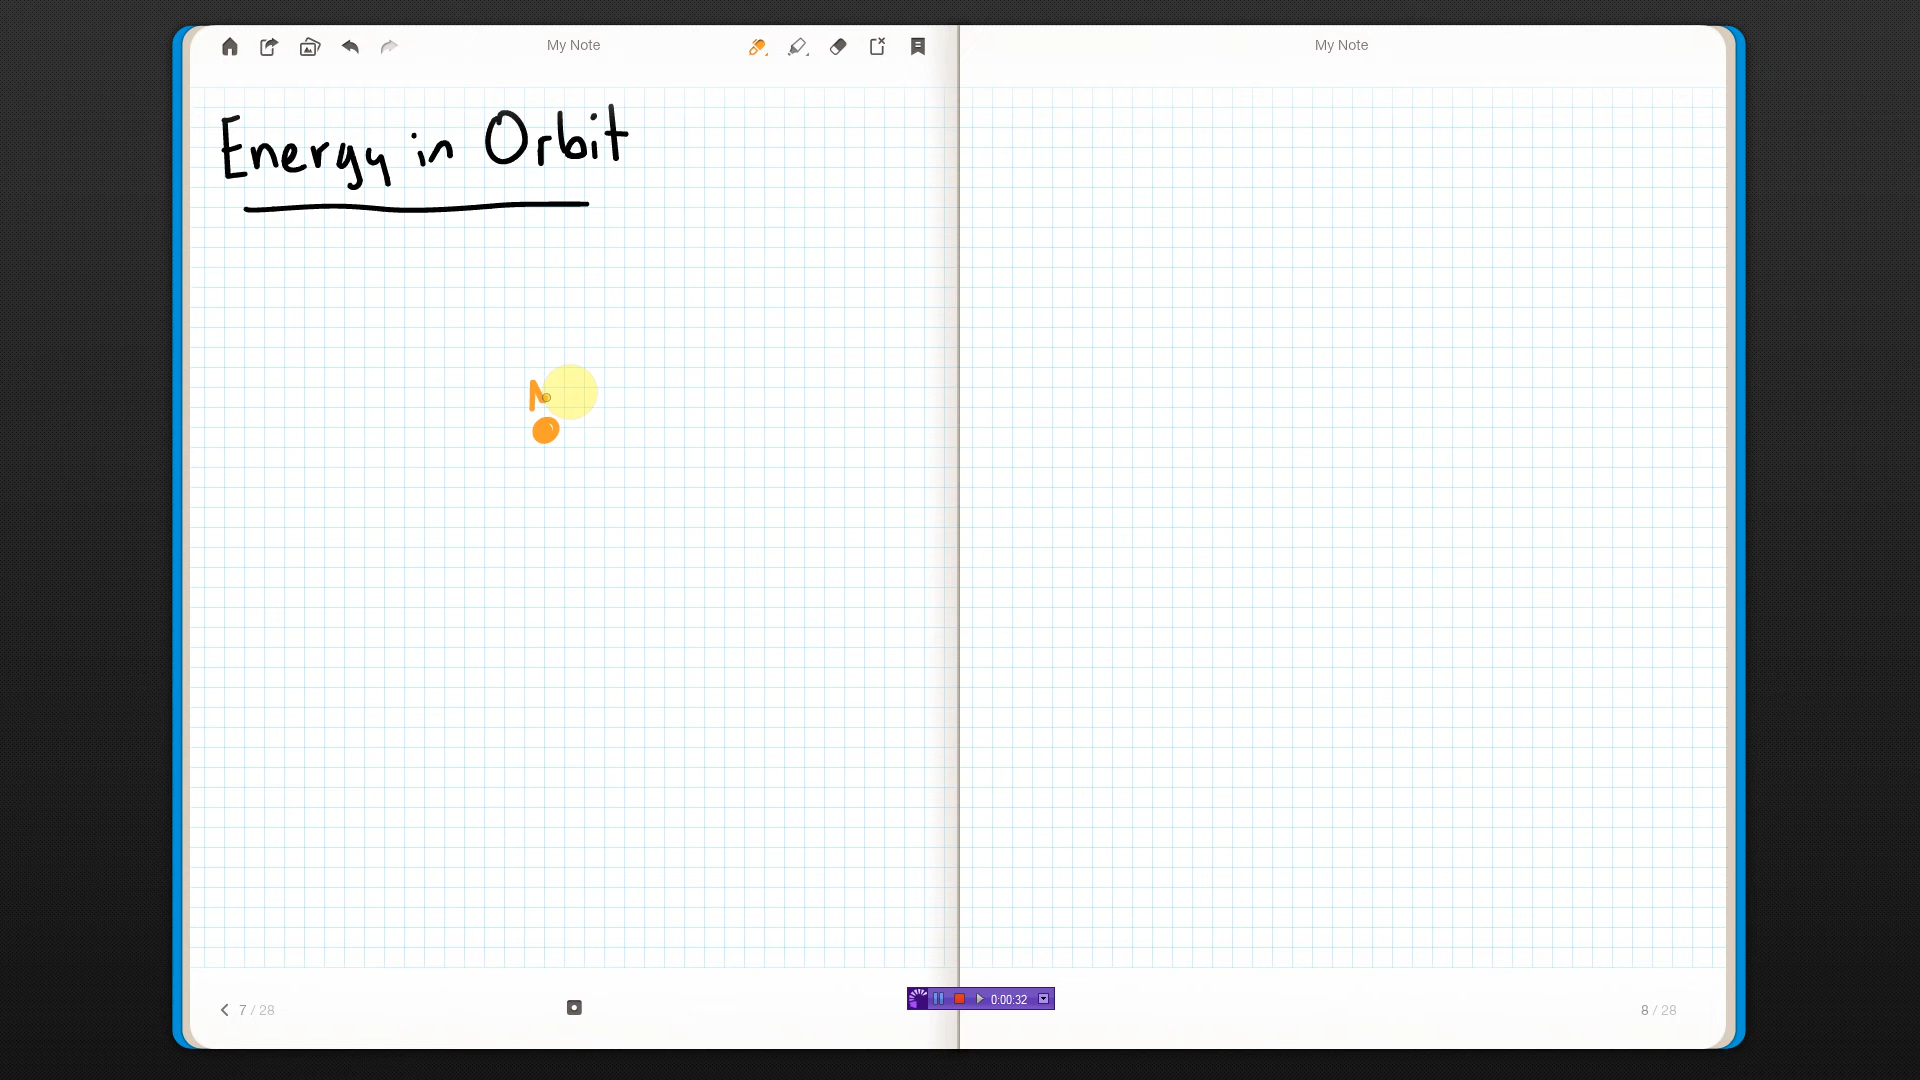 My Note
My Note
Energy in Orbit
7 / 28
0:00:32
8 / 28